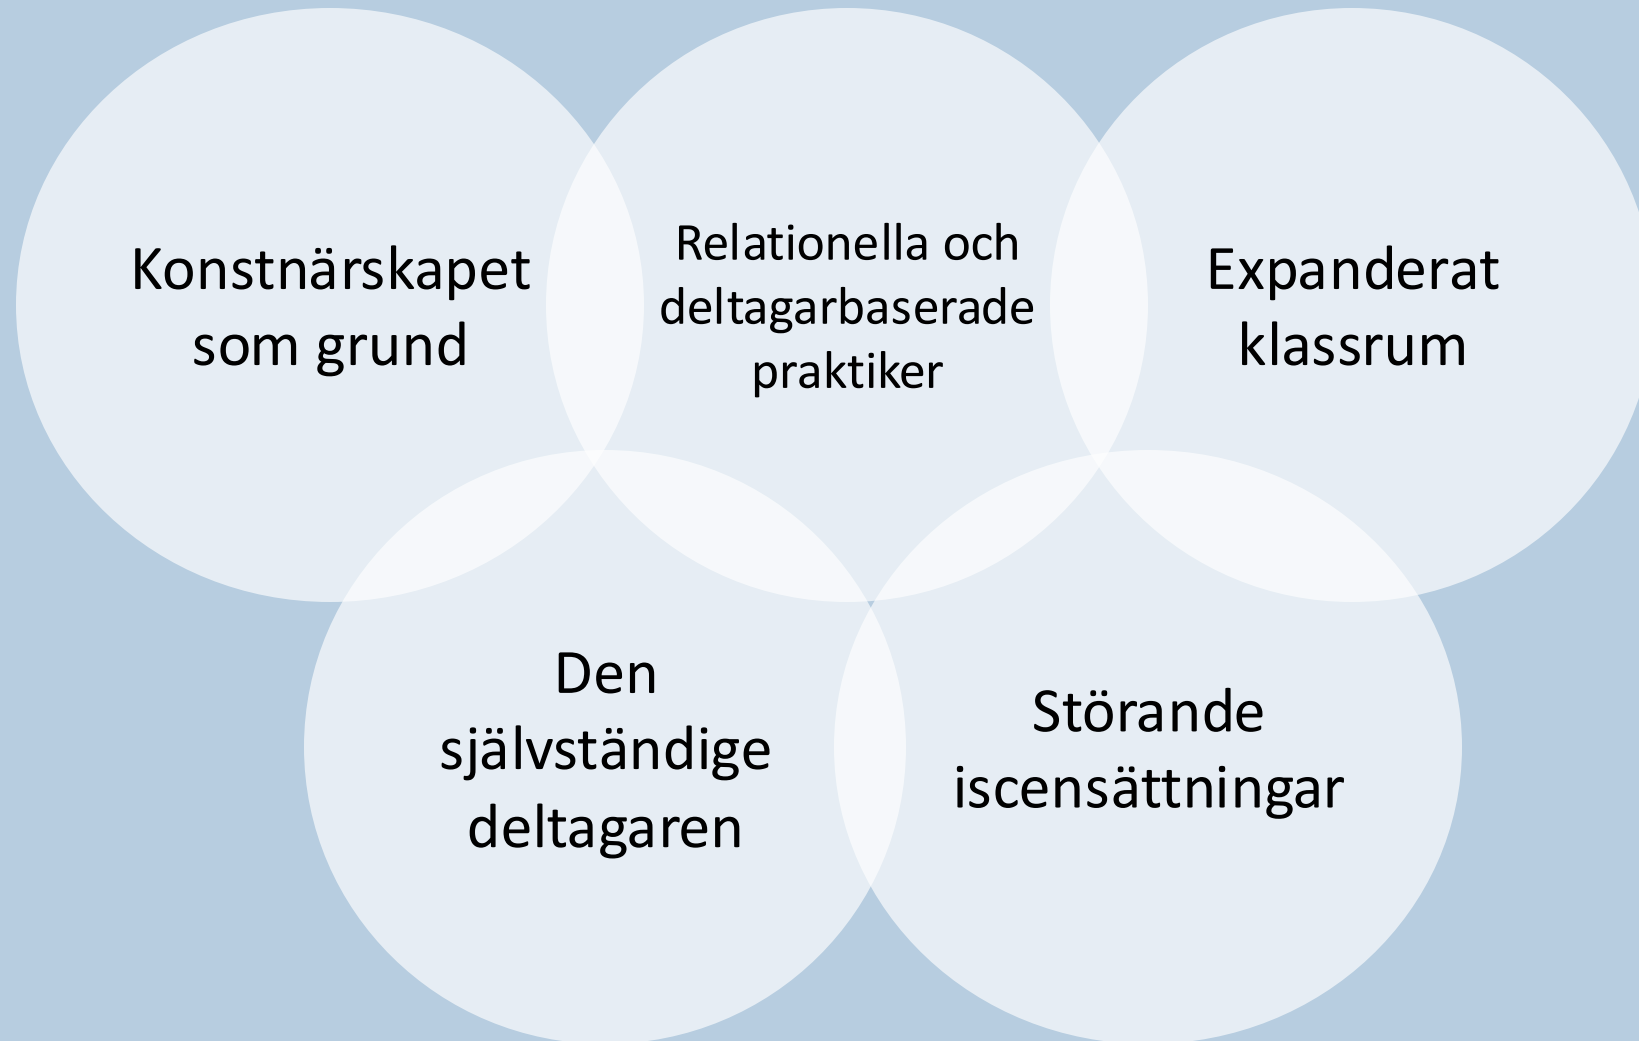 Konstnärskapet
som grund
Relationella och
deltagarbaserade
praktiker
Expanderat
klassrum
Den
självständige
deltagaren
Störande
iscensättningar